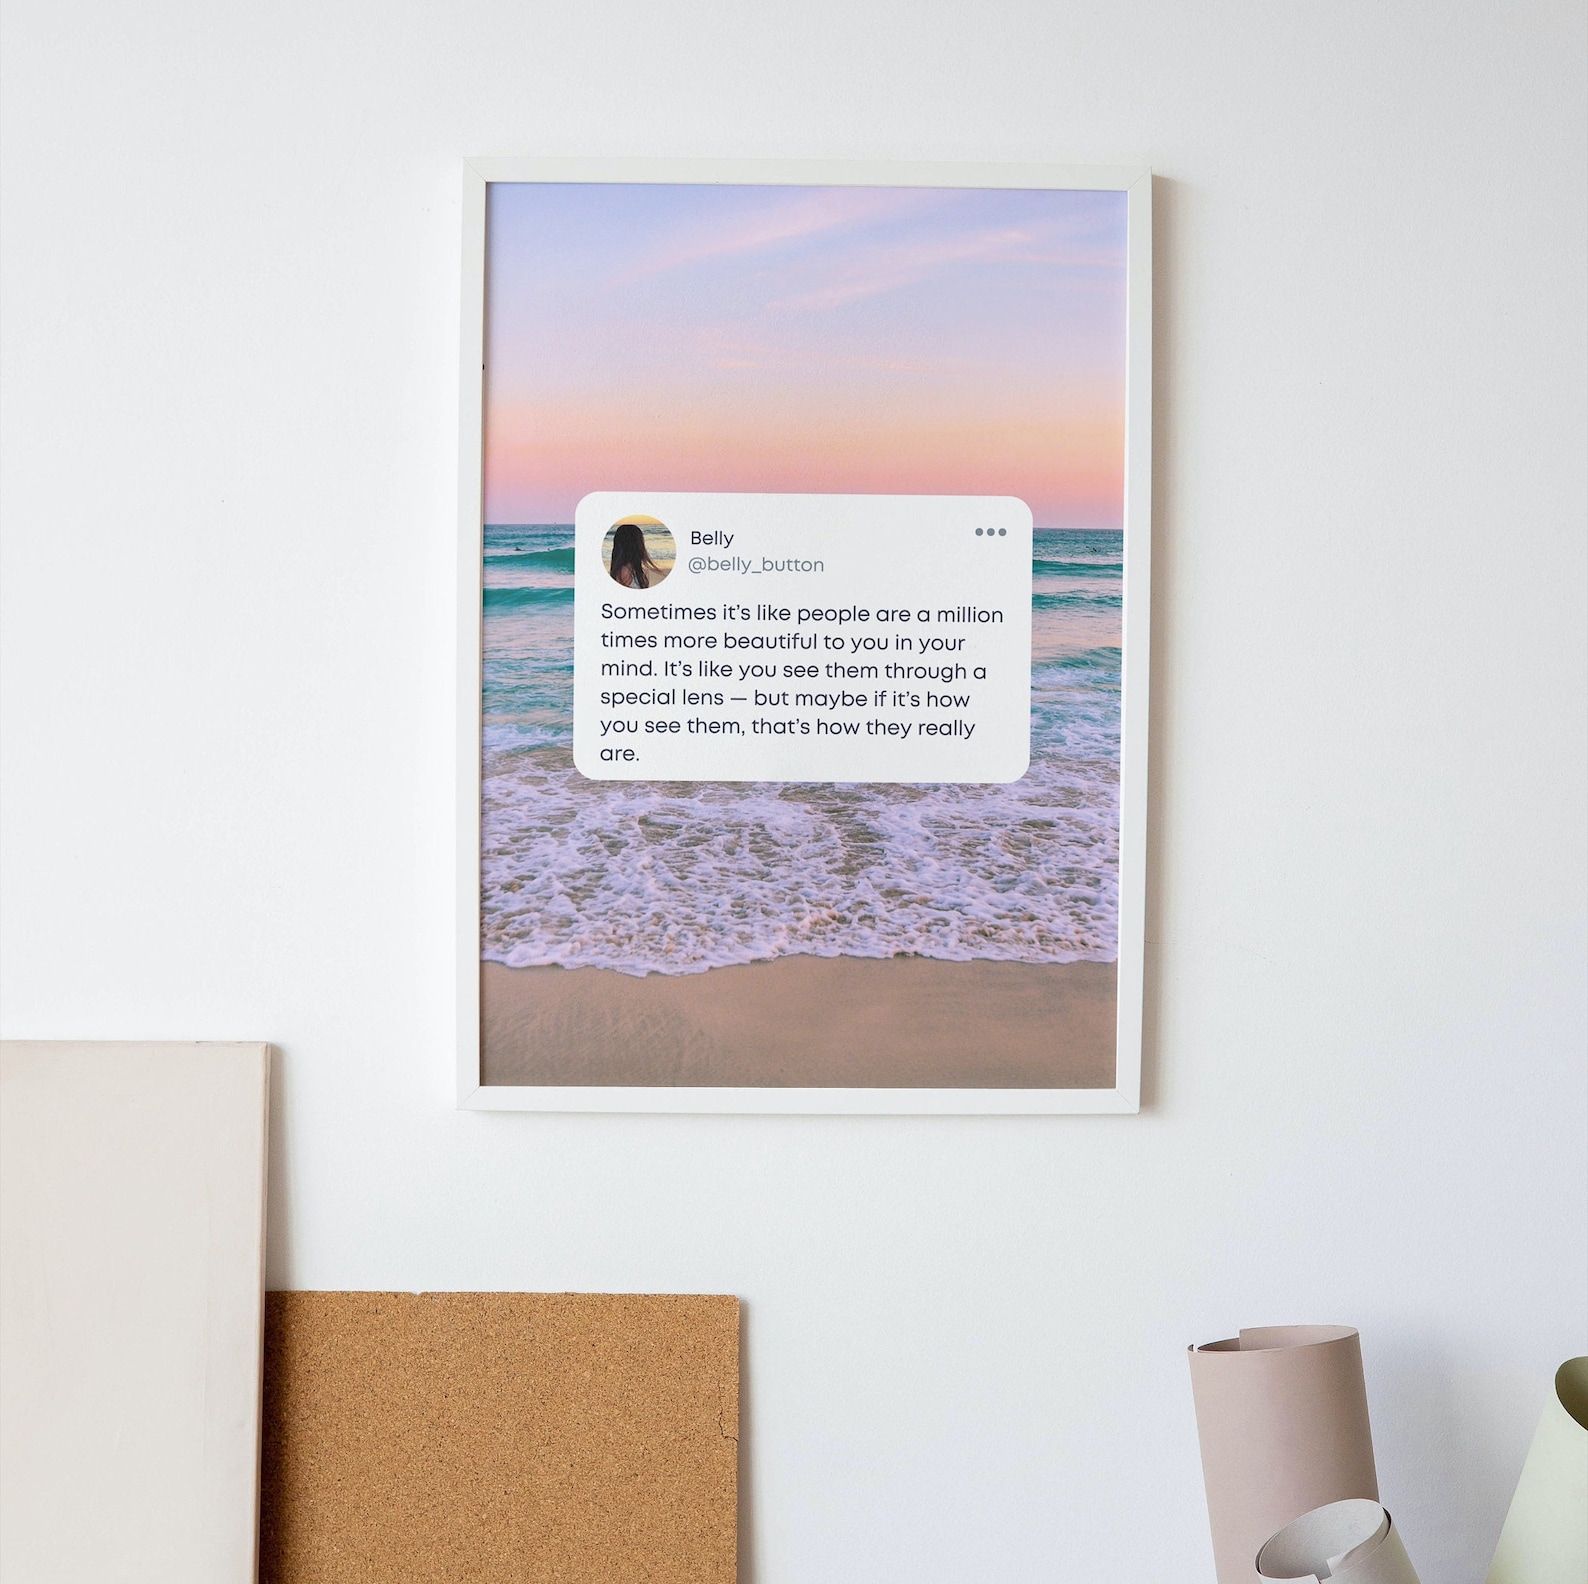 Belly
@belly_button
Sometimes it’s like people are a million
times more beautiful to you in your
mind. It’s like you see them through a
special lens — but maybe if it’s how
you see them, that’s how they really
are.